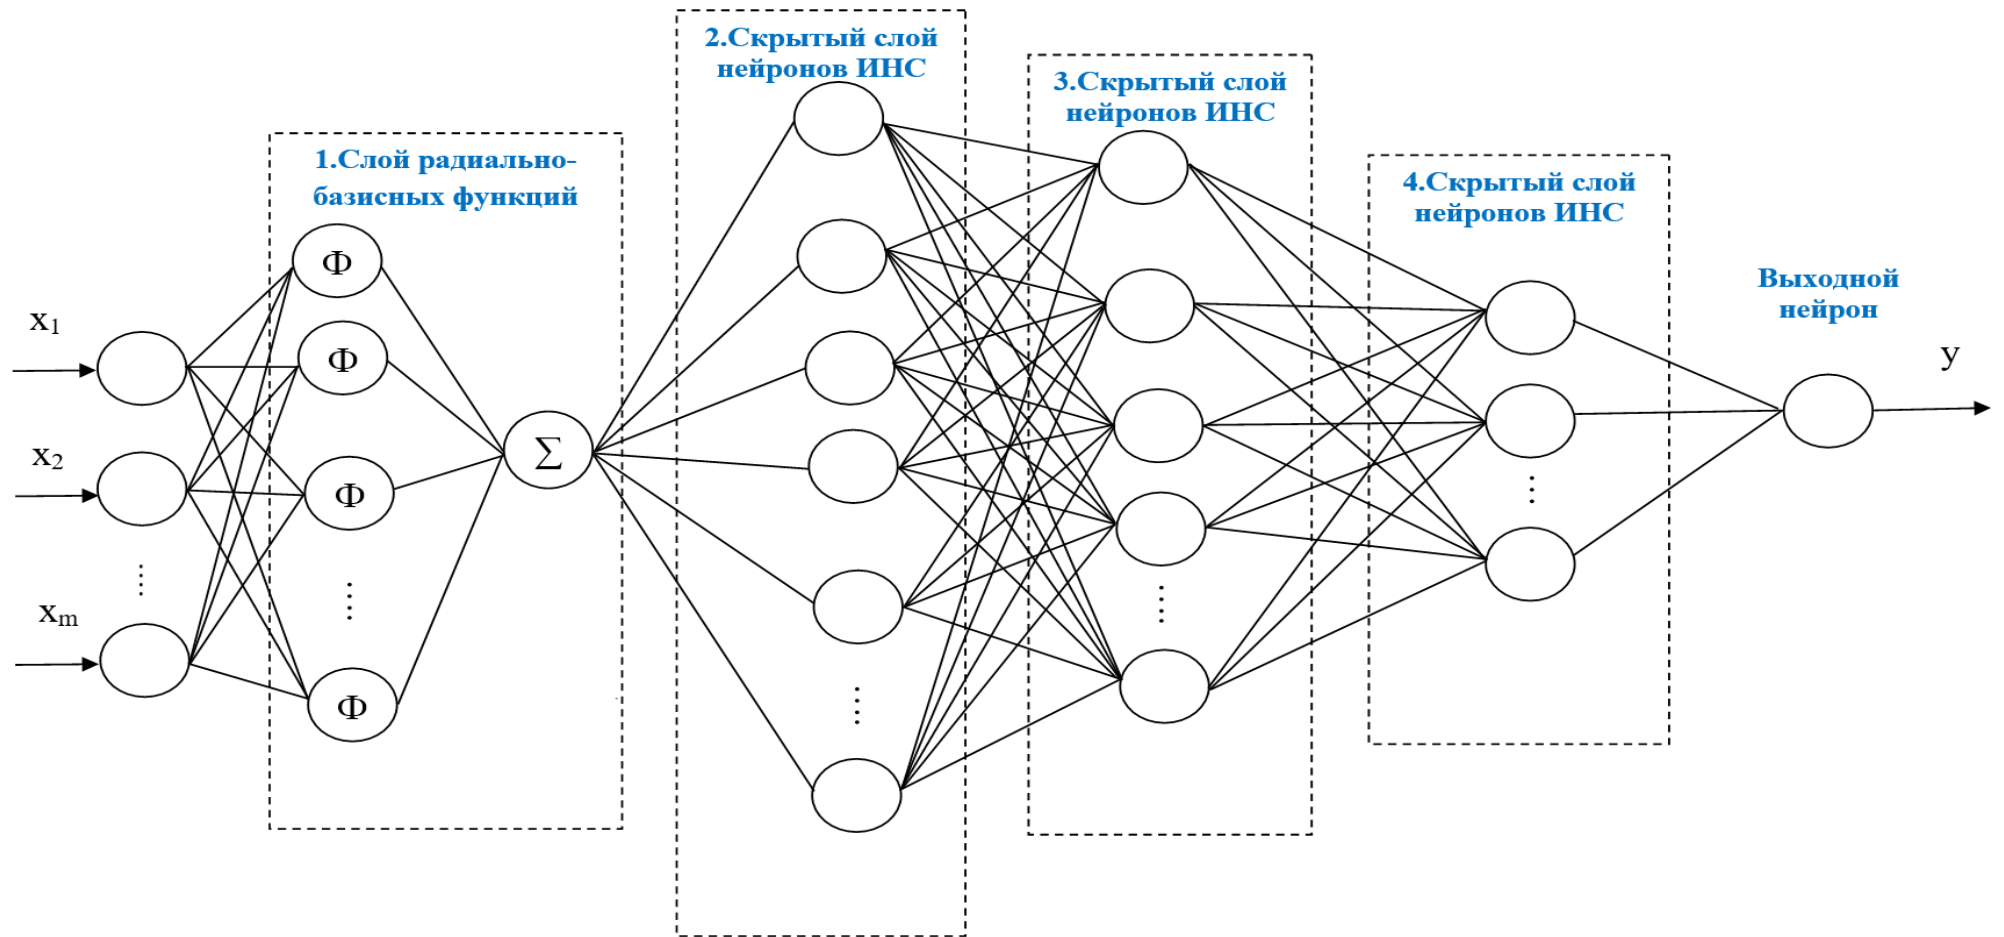 2.Скрытый слой
нейронов ИНС
3.Скрытый слой
нейронов ИНС
1.Слой радиально-
базисных функций
4.Скрытый слой
нейронов ИНС
Выходной
нейрон
x₁
x₂
xₘ
Ф
Ф
Ф
Ф
Σ
y